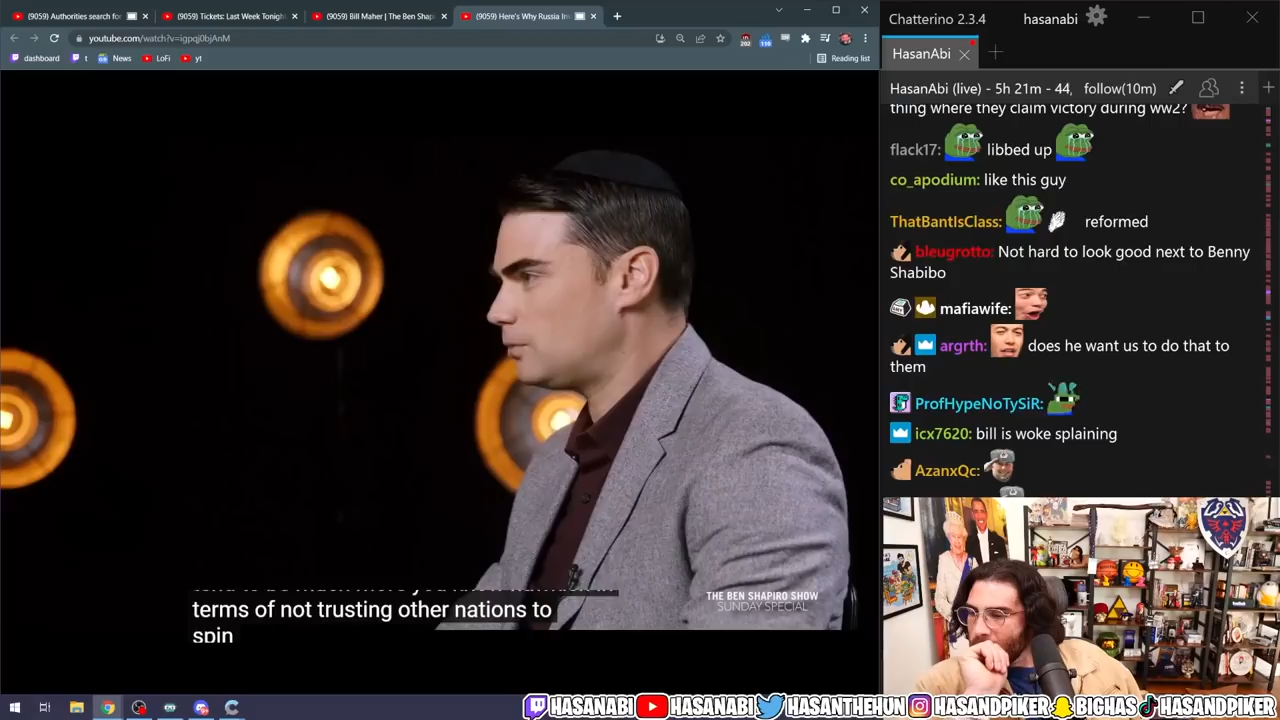 (9059) Authorities search for
(9059) Tickets: Last Week Tonigh
(9059) Bill Maher | The Ben Shap
(9059) Here's Why Russia In
youtube.com/watch?v=igpqj0bjAnM
dashboard
t
News
LoFi
yt
Reading list
202
110
terms of not trusting other nations to
spin
THE BEN SHAPIRO SHOW
SUNDAY SPECIAL
Chatterino 2.3.4
hasanabi
HasanAbi
HasanAbi (live) - 5h 21m - 44,
follow(10m)
thing where they claim victory during ww2?
flack17: libbed up
co_apodium: like this guy
ThatBantIsClass: reformed
bleugrotto: Not hard to look good next to Benny
Shabibo
mafiawife:
argrth: does he want us to do that to
them
ProfHypeNoTySiR:
icx7620: bill is woke splaining
AzanxQc:
HASANABI
HASANABI
HASANTHEHUN
HASANDPIKER
BIGHAS
HASANDPIKER